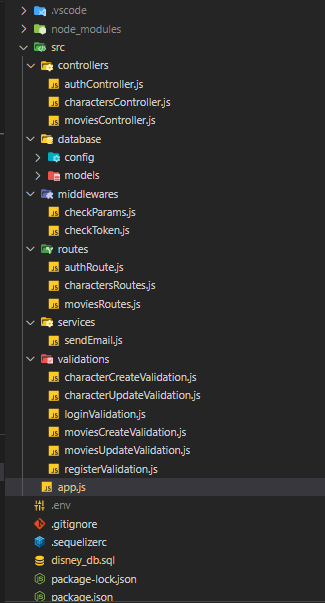 .vscode
node_modules
src
controllers
JS authController.js
JS charactersController.js
JS moviesController.js
database
config
models
middlewares
JS checkParams.js
JS checkToken.js
routes
JS authRoute.js
JS charactersRoutes.js
JS moviesRoutes.js
services
JS sendEmail.js
validations
JS characterCreateValidation.js
JS characterUpdateValidation.js
JS loginValidation.js
JS moviesCreateValidation.js
JS moviesUpdateValidation.js
JS registerValidation.js
JS app.js
.env
.gitignore
.sequelizerc
disney_db.sql
package-lock.json
package.json